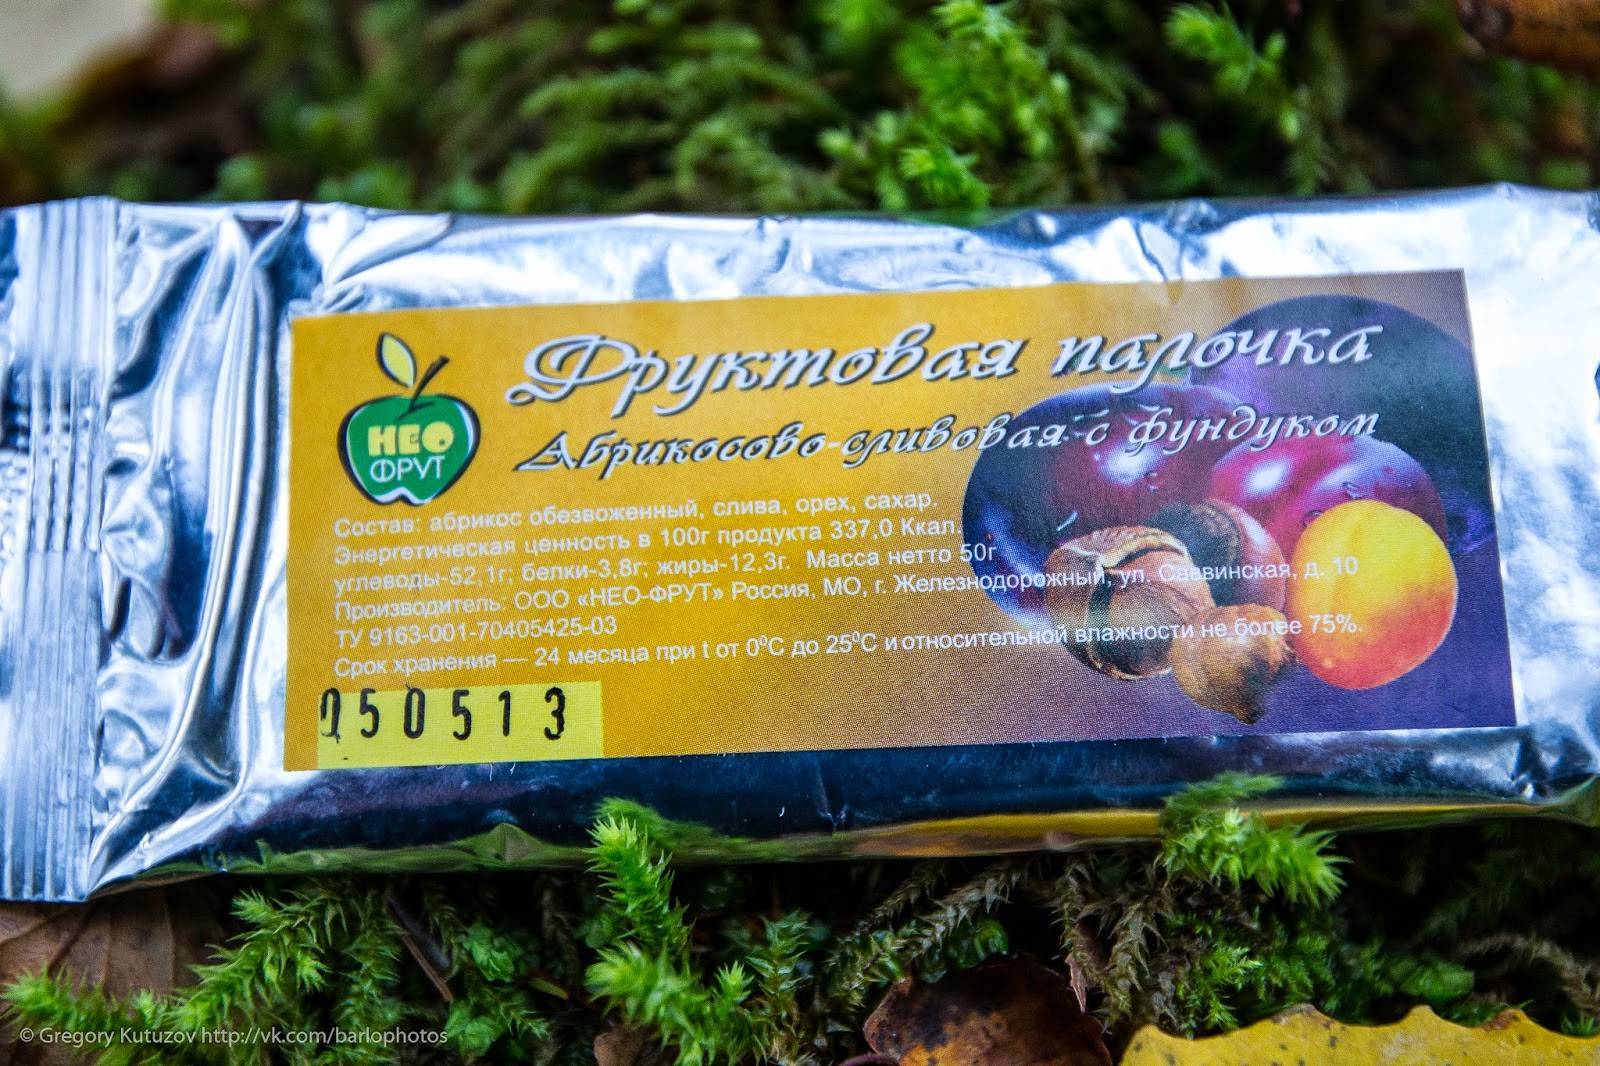 Фруктовая палочка
Абрикосово-сливовая с фундуком
НЕО
ФРУТ
Состав: абрикос обезвоженный, слива, орех, сахар.
Энергетическая ценность в 100г продукта 337,0 Ккал.
углеводы-52,1г; белки-3,8г; жиры-12,3г. Масса нетто 50г
Производитель: ООО «НЕО-ФРУТ» Россия, МО, г. Железнодорожный, ул. Саввинская, д. 10
ТУ 9163-001-70405425-03
Срок хранения — 24 месяца при t от 0⁰С до 25⁰С и относительной влажности не более 75%.
050513
© Gregory Kutuzov http://vk.com/barlophotos